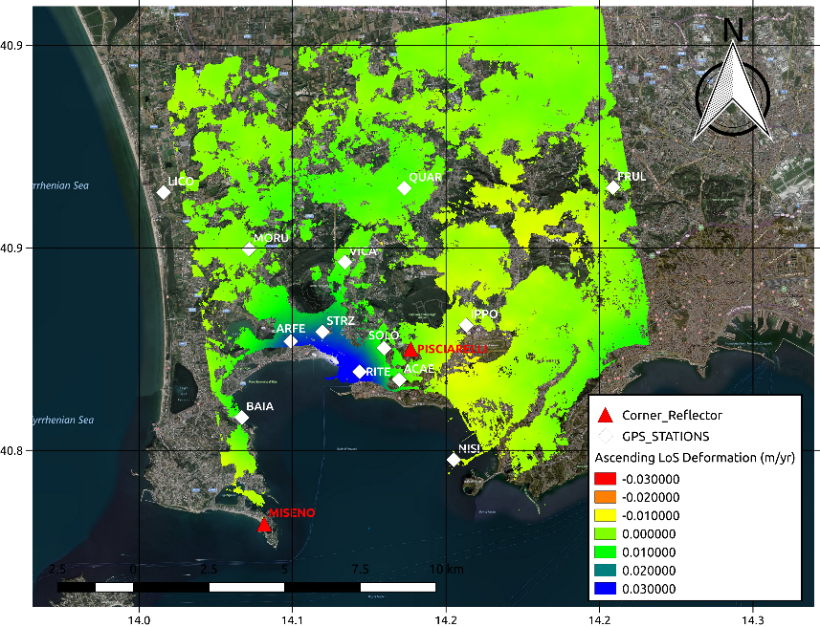 N
40.9
rrhenian Sea
LICO
QUAR
FRUL
MORU
40.9
VICA
IPPO
ARFE
STRZ
SOLO
PISCIARELLI
RITE
ACAE
BAIA
yrrhenian Sea
40.8
NISI
MISENO
Corner_Reflector
GPS_STATIONS
Ascending LoS Deformation (m/yr)
-0.030000
-0.020000
-0.010000
0.000000
0.010000
0.020000
0.030000
2.5 0 2.5 5 7.5 10 km
14.0 14.1 14.2 14.2 14.3